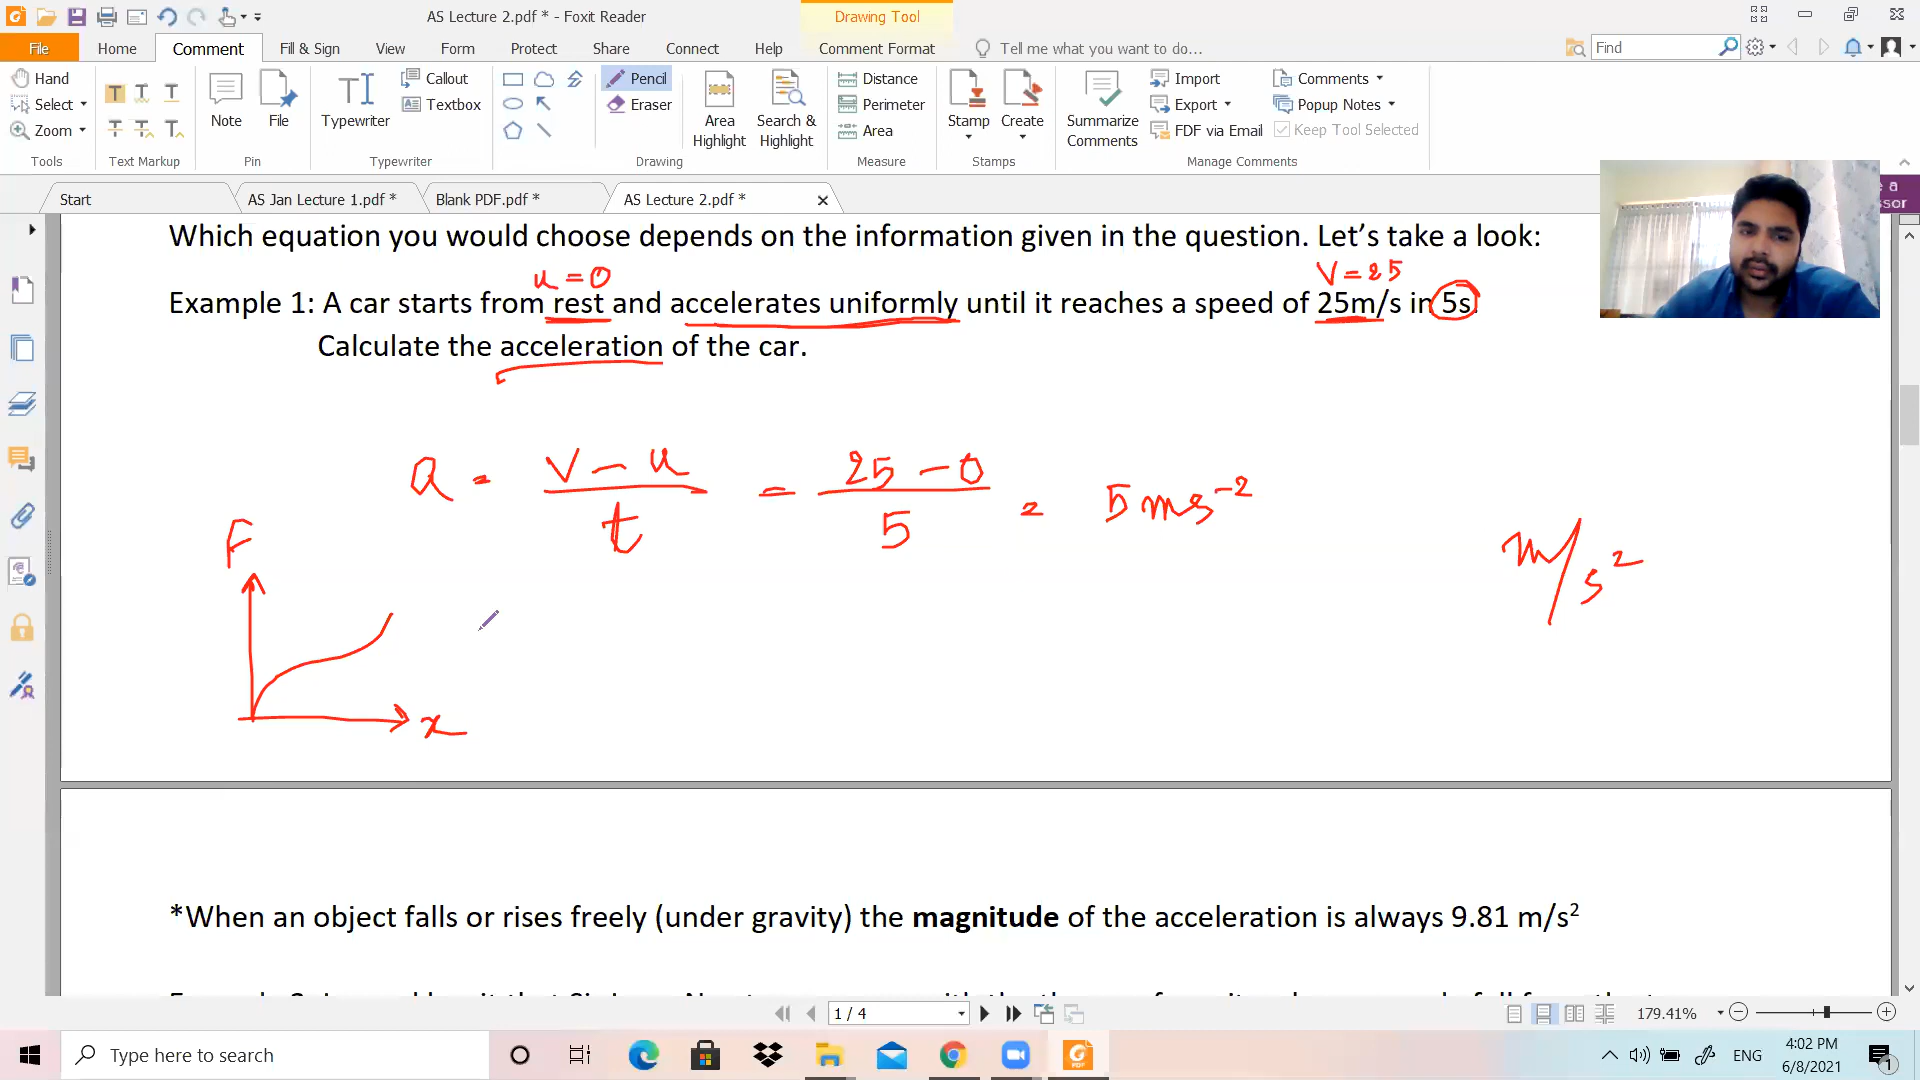 AS Lecture 2.pdf * - Foxit Reader
Drawing Tool
File Home Comment Fill & Sign View Form Protect Share Connect Help Comment Format Tell me what you want to do... Find
Hand
Select
Zoom
Tools
Text Markup
Note
File
Pin
Typewriter
Callout
Textbox
Typewriter
Pencil
Eraser
Area Highlight
Search & Highlight
Drawing
Distance
Perimeter
Area
Measure
Stamp
Create
Stamps
Summarize Comments
Import
Export
FDF via Email
Comments
Popup Notes
Keep Tool Selected
Manage Comments
Start AS Jan Lecture 1.pdf * Blank PDF.pdf * AS Lecture 2.pdf *
Which equation you would choose depends on the information given in the question. Let’s take a look:
u = 0 V = 25
Example 1: A car starts from rest and accelerates uniformly until it reaches a speed of 25m/s in 5s.
Calculate the acceleration of the car.
a = v - u / t = 25 - 0 / 5 = 5 ms⁻²
m/s²
F
x
*When an object falls or rises freely (under gravity) the magnitude of the acceleration is always 9.81 m/s²
1 / 4
179.41%
Type here to search
ENG
4:02 PM
6/8/2021
1